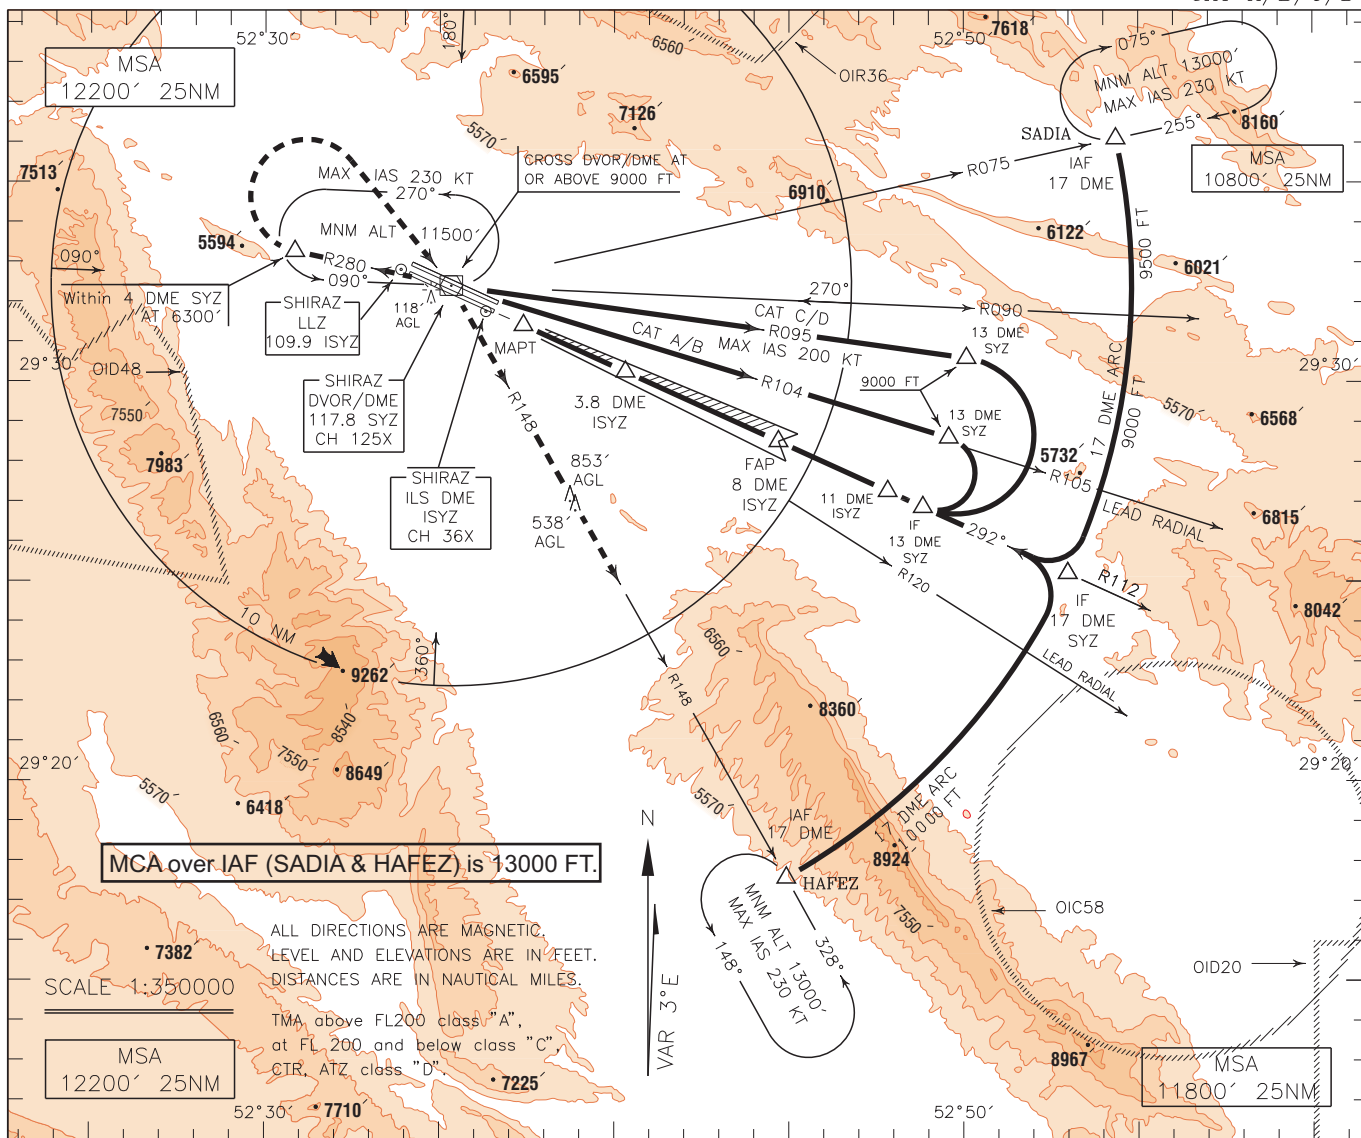 52°30′
6560
180°
7618
52°50′
075°
MNM ALT 13000′
MAX IAS 230 KT
MSA
12200′ 25NM
6595
OIR36
7126
5570
255°
8160
SADIA
IAF
17 DME
MSA
10800′ 25NM
7513
MAX IAS 230 KT
270°
CROSS DVOR/DME AT
OR ABOVE 9000 FT
R075
6910
MNM ALT 11500′
5594
6122
9500 FT
6021
090°
R280
090°
Within 4 DME SYZ
AT 6300′
SHIRAZ
LLZ
109.9 ISYZ
118′
AGL
270°
R090
CAT C/D
R095
MAX IAS 200 KT
CAT A/B
13 DME
SYZ
MAPT
29°30′
29°30′
OID48
SHIRAZ
DVOR/DME
117.8 SYZ
CH 125X
3.8 DME
ISYZ
R104
9000 FT
17 DME ARC
9000 FT
7550
R148
13 DME
SYZ
5570
6568
7983
853′
AGL
FAP
8 DME
ISYZ
5732
R105
LEAD RADIAL
SHIRAZ
ILS DME
ISYZ
CH 36X
538′
AGL
11 DME
ISYZ
IF
13 DME
SYZ
292°
6815
R120
R112
IF
17 DME
SYZ
8042
10 NM
360°
6560
LEAD RADIAL
9262
R148
8360
6560
8540
7550
8649
29°20′
29°20′
5570
6418
5570
IAF
17 DME
17 DME ARC
10000 FT
8924
N
MCA over IAF (SADIA & HAFEZ) is 13000 FT.
HAFEZ
MNM ALT 13000′
MAX IAS 230 KT
148°
328°
7550
OIC58
ALL DIRECTIONS ARE MAGNETIC.
LEVEL AND ELEVATIONS ARE IN FEET.
DISTANCES ARE IN NAUTICAL MILES.
7382
SCALE 1:350000
VAR 3°E
OID20
TMA above FL200 class "A",
at FL 200 and below class "C",
CTR, ATZ class "D".
MSA
12200′ 25NM
7225
8967
MSA
11800′ 25NM
52°30′
7710
52°50′